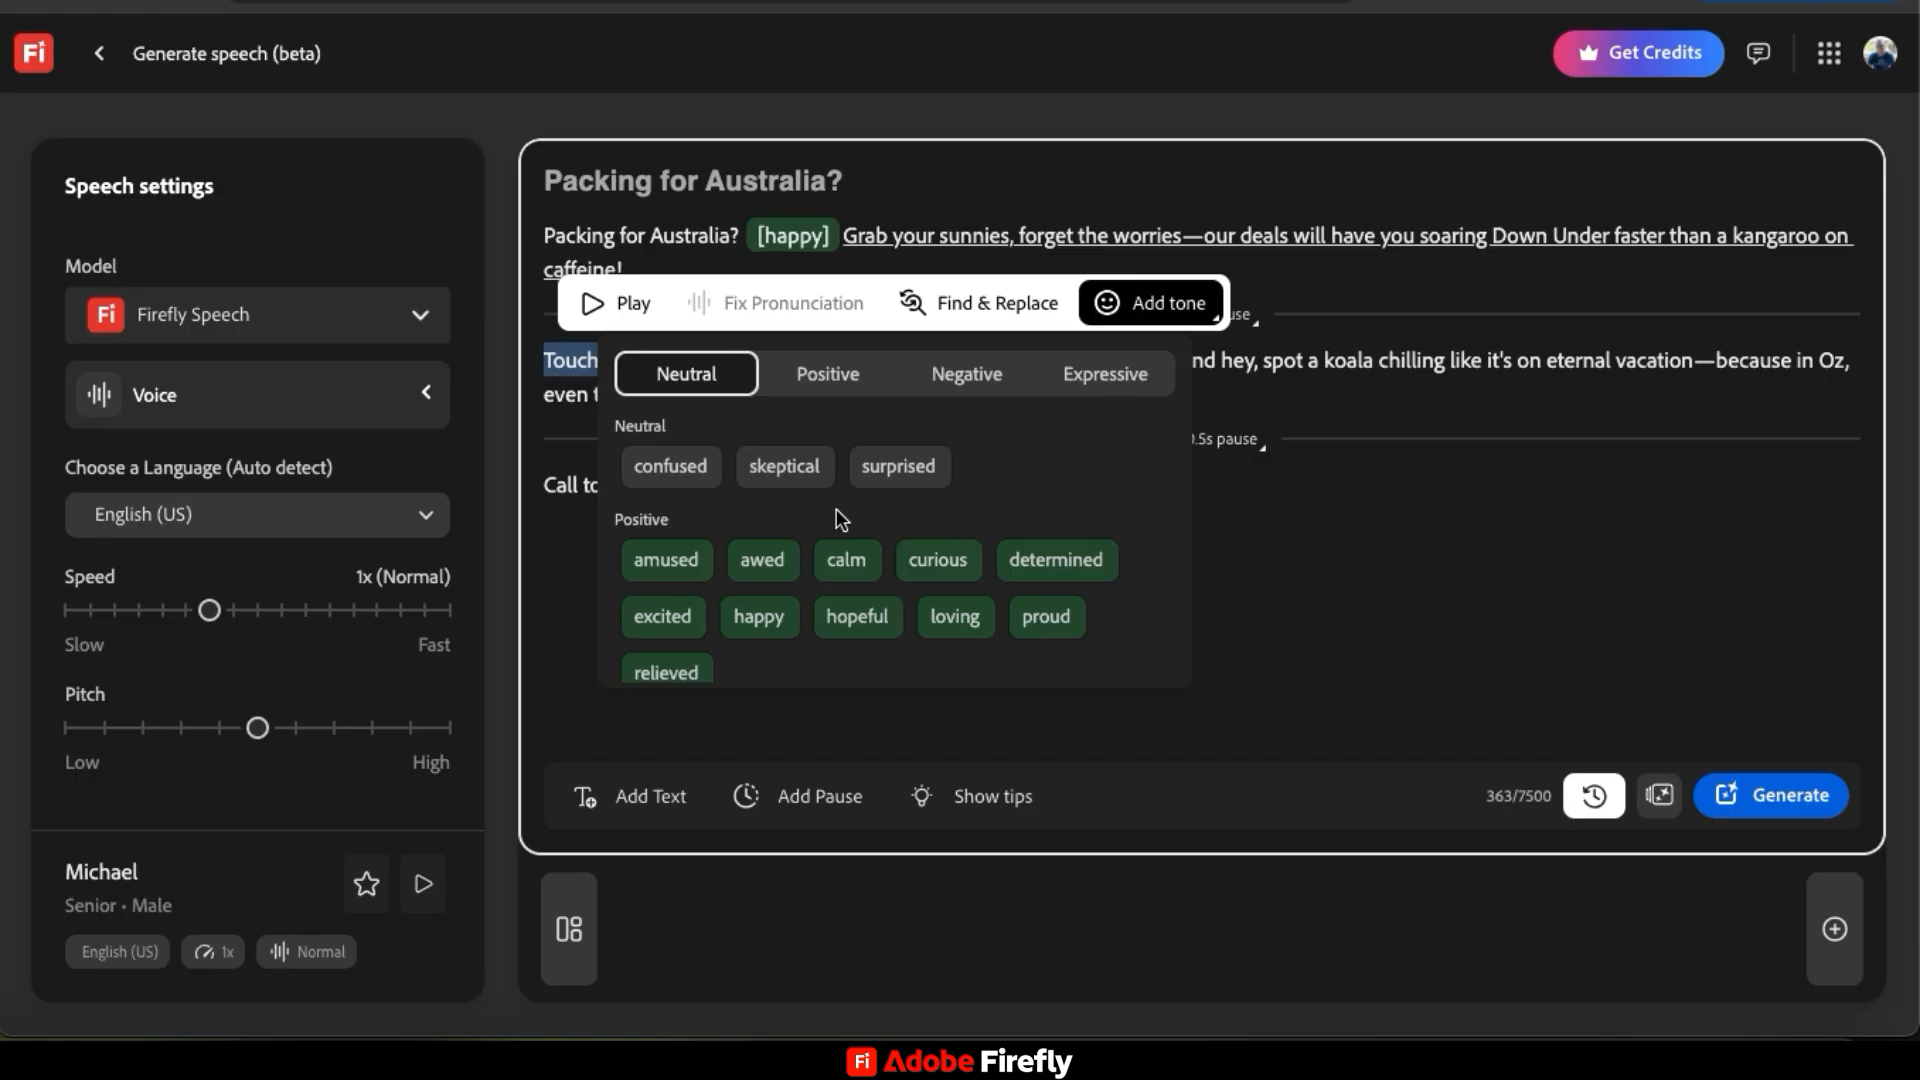 Fi
Generate speech (beta)
Get Credits
Speech settings
Model
Fi Firefly Speech
Voice
Choose a Language (Auto detect)
English (US)
Speed 1x (Normal)
Slow Fast
Pitch
Low High
Michael
Senior • Male
English (US) 1x Normal
Packing for Australia?
Packing for Australia? [happy] Grab your sunnies, forget the worries—our deals will have you soaring Down Under faster than a kangaroo on
caffeine!
Play Fix Pronunciation Find & Replace Add tone
Touch nd hey, spot a koala chilling like it's on eternal vacation—because in Oz,
even
Neutral Positive Negative Expressive
Neutral
confused skeptical surprised
.5s pause
Call to
Positive
amused awed calm curious determined
excited happy hopeful loving proud
relieved
Add Text Add Pause Show tips 363/7500 Generate
Fi Adobe Firefly